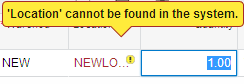 'Location' cannot be found in the system.
NEW NEWLO... 1.00